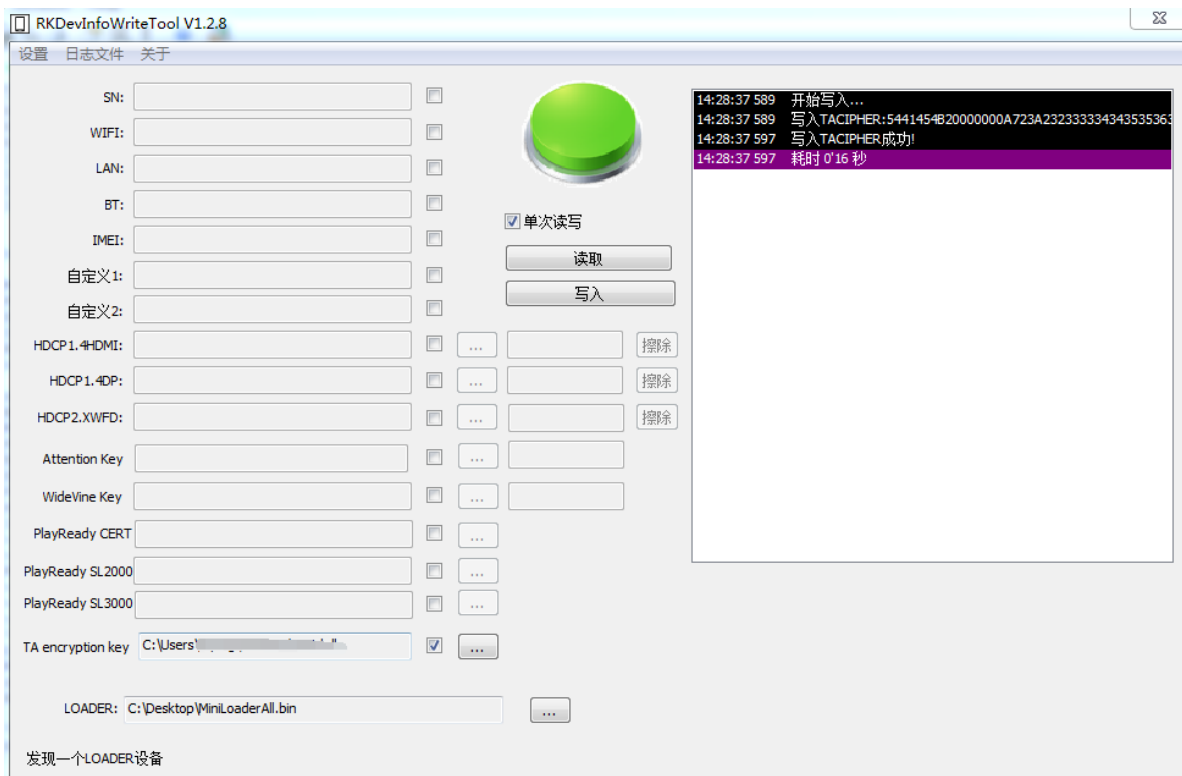 RKDevInfoWriteTool V1.2.8
设置 日志文件 关于
SN:
WIFI:
LAN:
BT:
IMEI:
自定义1:
自定义2:
HDCP1.4HDMI: ... 擦除
HDCP1.4DP: ... 擦除
HDCP2.XWFD: ... 擦除
Attention Key ...
WideVine Key ...
PlayReady CERT ...
PlayReady SL2000 ...
PlayReady SL3000 ...
TA encryption key C:\Users\ ...
LOADER: C:\Desktop\MiniLoaderAll.bin ...
发现一个LOADER设备
单次读写
读取
写入
14:28:37 589 开始写入...
14:28:37 589 写入TACIPHER:5441454B20000000A723A232333334343535363
14:28:37 597 写入TACIPHER成功!
14:28:37 597 耗时 0'16 秒